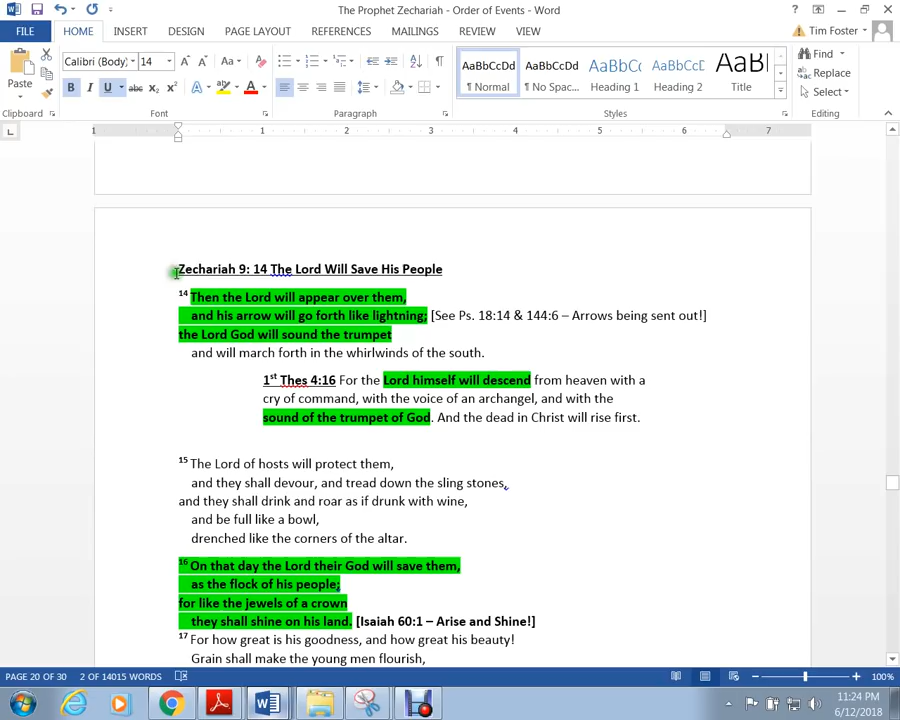 The Prophet Zechariah - Order of Events - Word
FILE HOME INSERT DESIGN PAGE LAYOUT REFERENCES MAILINGS REVIEW VIEW Tim Foster
Paste
Calibri (Body) 14
Clipboard Font Paragraph Styles Editing
AaBbCcDd AaBbCcDd AaBbCc AaBbCcD AaBl
¶ Normal ¶ No Spac... Heading 1 Heading 2 Title
Find
Replace
Select
1 1 2 3 4 5 6 7
Zechariah 9: 14 The Lord Will Save His People
14 Then the Lord will appear over them,
and his arrow will go forth like lightning; [See Ps. 18:14 & 144:6 – Arrows being sent out!]
the Lord God will sound the trumpet
and will march forth in the whirlwinds of the south.
1st Thes 4:16 For the Lord himself will descend from heaven with a
cry of command, with the voice of an archangel, and with the
sound of the trumpet of God. And the dead in Christ will rise first.
15 The Lord of hosts will protect them,
and they shall devour, and tread down the sling stones,
and they shall drink and roar as if drunk with wine,
and be full like a bowl,
drenched like the corners of the altar.
16 On that day the Lord their God will save them,
as the flock of his people;
for like the jewels of a crown
they shall shine on his land. [Isaiah 60:1 – Arise and Shine!]
17 For how great is his goodness, and how great his beauty!
Grain shall make the young men flourish,
PAGE 20 OF 30 2 OF 14015 WORDS 100%
11:24 PM
6/12/2018